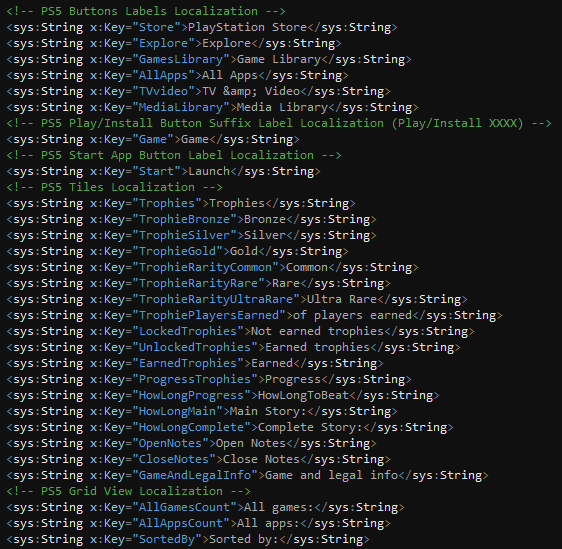 <!-- PS5 Buttons Labels Localization -->
<sys:String x:Key="Store">PlayStation Store</sys:String>
<sys:String x:Key="Explore">Explore</sys:String>
<sys:String x:Key="GamesLibrary">Game Library</sys:String>
<sys:String x:Key="AllApps">All Apps</sys:String>
<sys:String x:Key="TVvideo">TV &amp; Video</sys:String>
<sys:String x:Key="MediaLibrary">Media Library</sys:String>
<!-- PS5 Play/Install Button Suffix Label Localization (Play/Install XXXX) -->
<sys:String x:Key="Game">Game</sys:String>
<!-- PS5 Start App Button Label Localization -->
<sys:String x:Key="Start">Launch</sys:String>
<!-- PS5 Tiles Localization -->
<sys:String x:Key="Trophies">Trophies</sys:String>
<sys:String x:Key="TrophieBronze">Bronze</sys:String>
<sys:String x:Key="TrophieSilver">Silver</sys:String>
<sys:String x:Key="TrophieGold">Gold</sys:String>
<sys:String x:Key="TrophieRarityCommon">Common</sys:String>
<sys:String x:Key="TrophieRarityRare">Rare</sys:String>
<sys:String x:Key="TrophieRarityUltraRare">Ultra Rare</sys:String>
<sys:String x:Key="TrophiePlayersEarned">of players earned</sys:String>
<sys:String x:Key="LockedTrophies">Not earned trophies</sys:String>
<sys:String x:Key="UnlockedTrophies">Earned trophies</sys:String>
<sys:String x:Key="EarnedTrophies">Earned</sys:String>
<sys:String x:Key="ProgressTrophies">Progress</sys:String>
<sys:String x:Key="HowLongProgress">HowLongToBeat</sys:String>
<sys:String x:Key="HowLongMain">Main Story:</sys:String>
<sys:String x:Key="HowLongComplete">Complete Story:</sys:String>
<sys:String x:Key="OpenNotes">Open Notes</sys:String>
<sys:String x:Key="CloseNotes">Close Notes</sys:String>
<sys:String x:Key="GameAndLegalInfo">Game and legal info</sys:String>
<!-- PS5 Grid View Localization -->
<sys:String x:Key="AllGamesCount">All games:</sys:String>
<sys:String x:Key="AllAppsCount">All apps:</sys:String>
<sys:String x:Key="SortedBy">Sorted by:</sys:String>